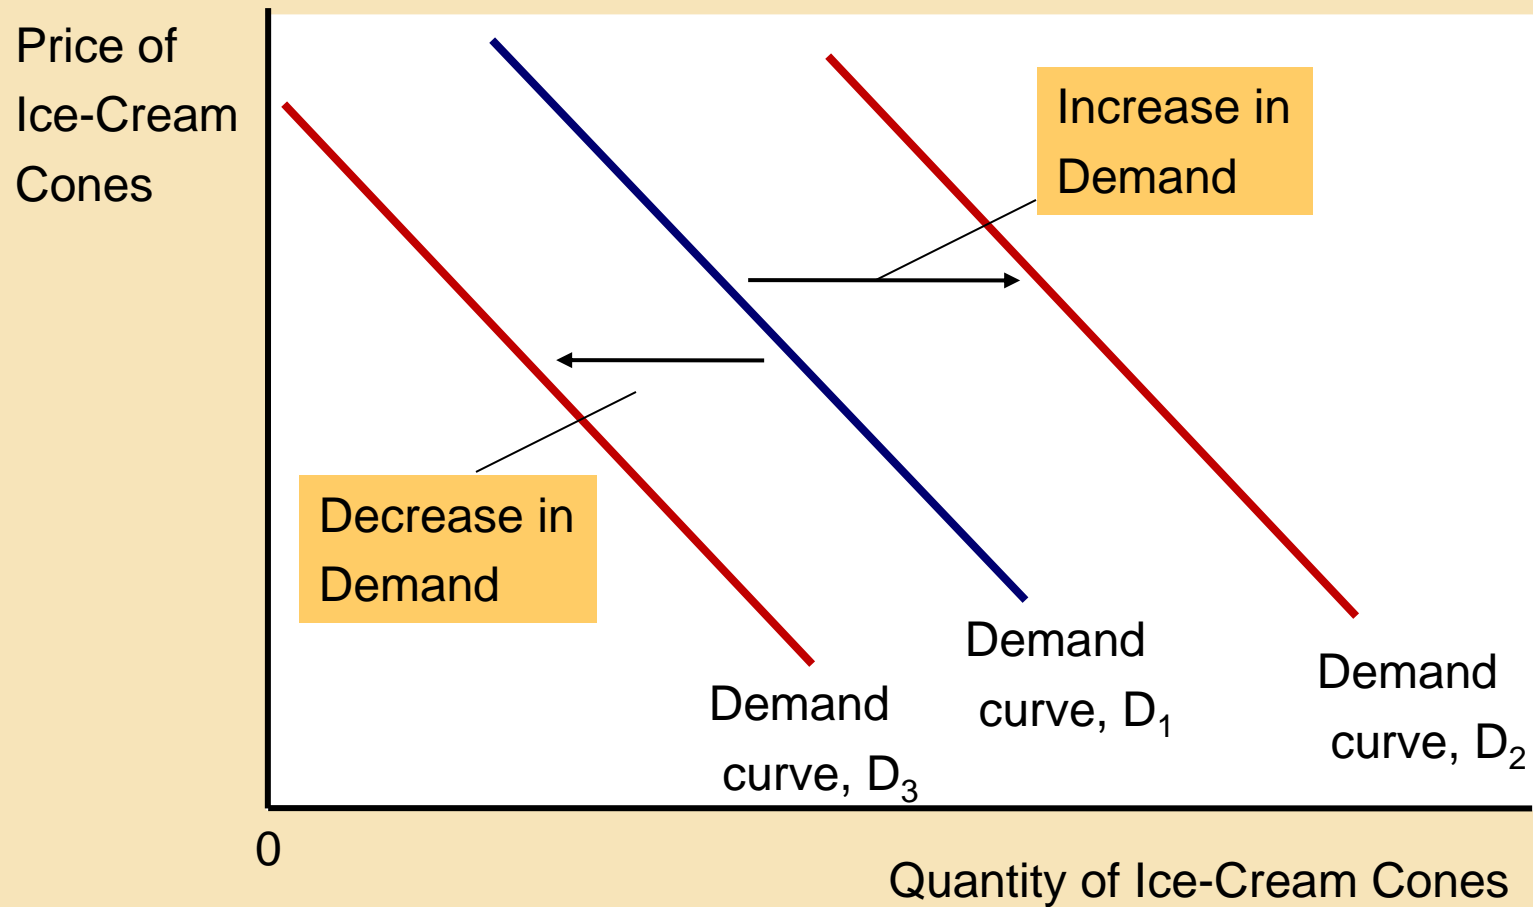 Price of
Ice-Cream
Cones
Increase in
Demand
Decrease in
Demand
Demand
curve, D₃
Demand
curve, D₁
Demand
curve, D₂
0
Quantity of Ice-Cream Cones